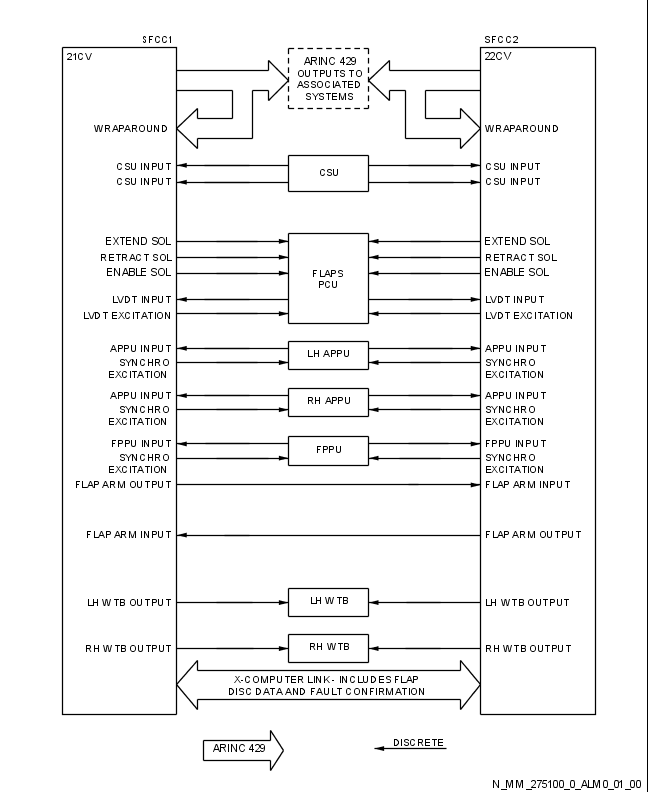 SFCC1
SFCC2
21CV
22CV
ARINC 429
OUTPUTS TO
ASSOCIATED
SYSTEMS
WRAPAROUND
WRAPAROUND
CSU INPUT
CSU INPUT
CSU
CSU INPUT
CSU INPUT
EXTEND SOL
RETRACT SOL
ENABLE SOL
LVDT INPUT
LVDT EXCITATION
FLAPS
PCU
EXTEND SOL
RETRACT SOL
ENABLE SOL
LVDT INPUT
LVDT EXCITATION
APPU INPUT
SYNCHRO
EXCITATION
LH APPU
APPU INPUT
SYNCHRO
EXCITATION
APPU INPUT
SYNCHRO
EXCITATION
RH APPU
APPU INPUT
SYNCHRO
EXCITATION
FPPU INPUT
SYNCHRO
EXCITATION
FPPU
FPPU INPUT
SYNCHRO
EXCITATION
FLAP ARM OUTPUT
FLAP ARM INPUT
FLAP ARM INPUT
FLAP ARM OUTPUT
LH WTB OUTPUT
LH WTB
LH WTB OUTPUT
RH WTB OUTPUT
RH WTB
RH WTB OUTPUT
X-COMPUTER LINK - INCLUDES FLAP
DISC DATA AND FAULT CONFIRMATION
ARINC 429
DISCRETE
N_MM_275100_0_ALM0_01_00